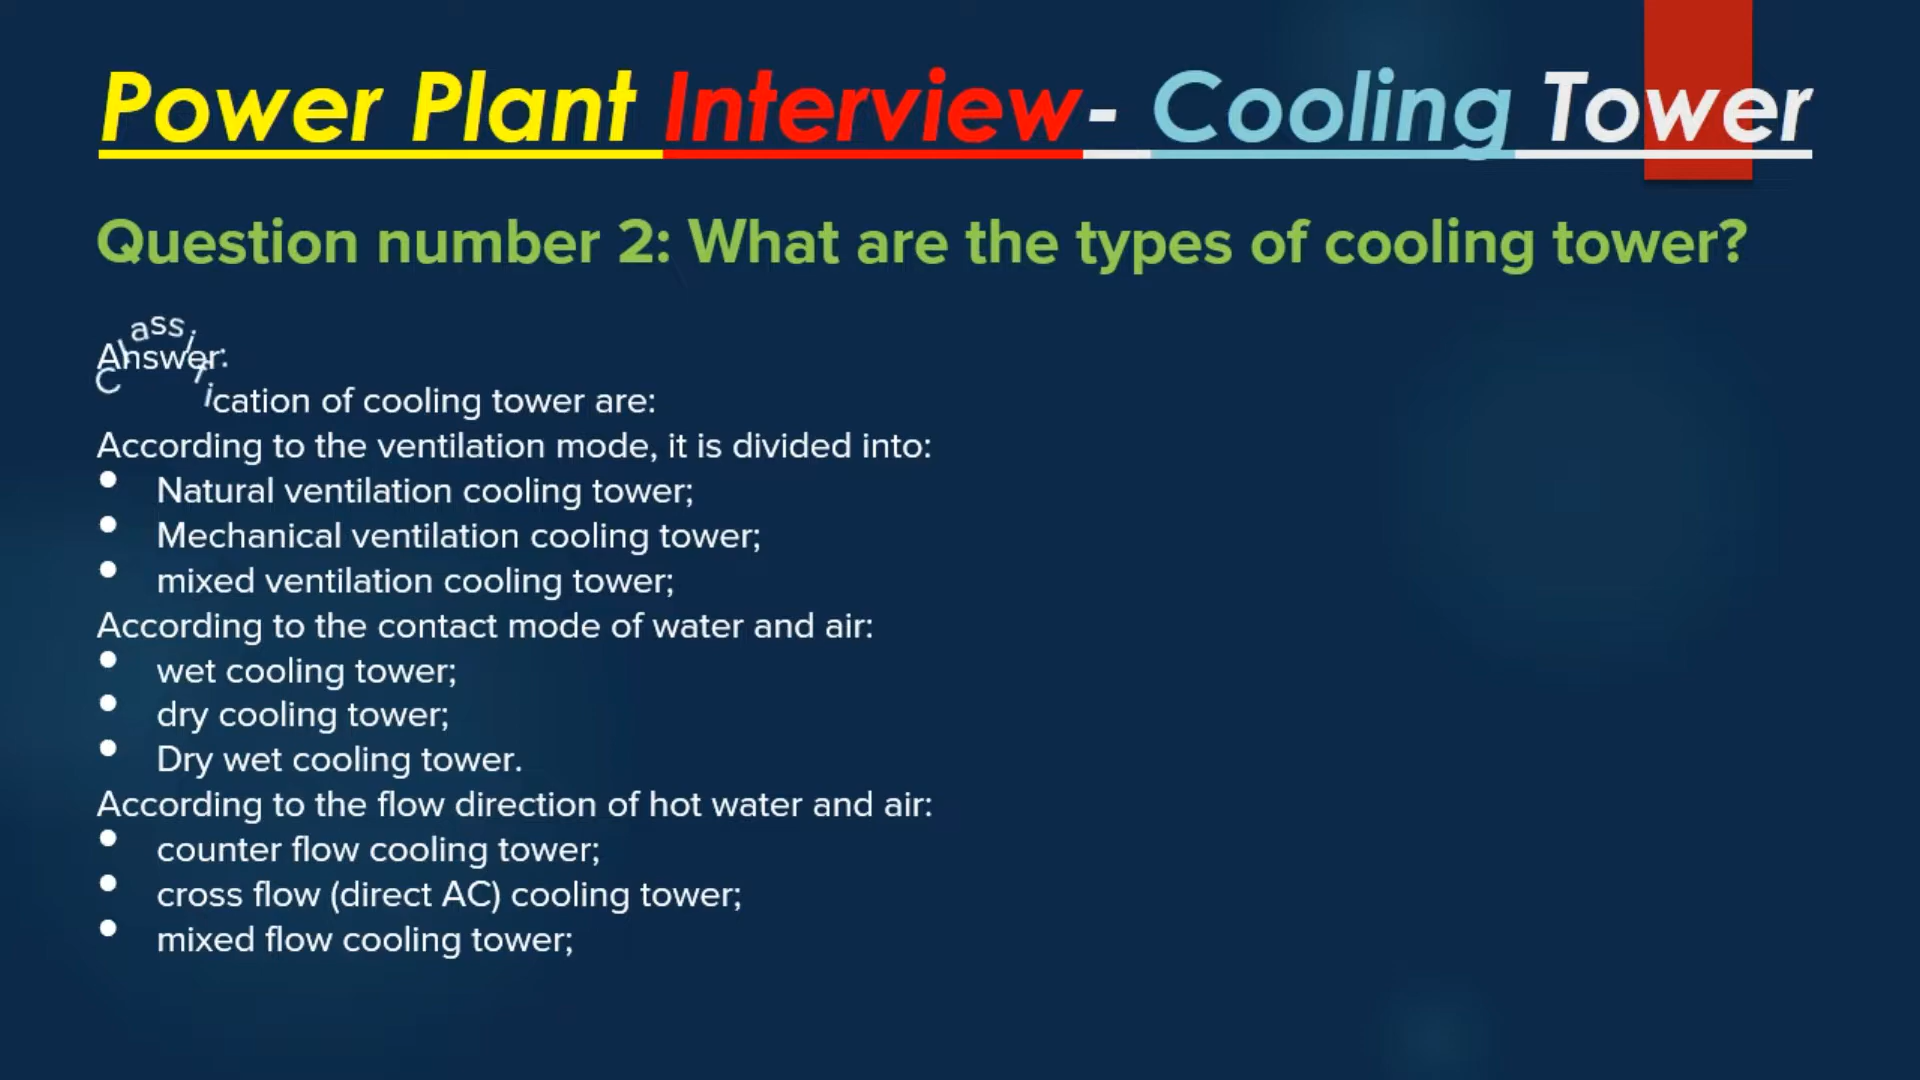 Power Plant Interview- Cooling Tower
Question number 2: What are the types of cooling tower?
Answer:
Classification of cooling tower are:
According to the ventilation mode, it is divided into:
• Natural ventilation cooling tower;
• Mechanical ventilation cooling tower;
• mixed ventilation cooling tower;
According to the contact mode of water and air:
• wet cooling tower;
• dry cooling tower;
• Dry wet cooling tower.
According to the flow direction of hot water and air:
• counter flow cooling tower;
• cross flow (direct AC) cooling tower;
• mixed flow cooling tower;